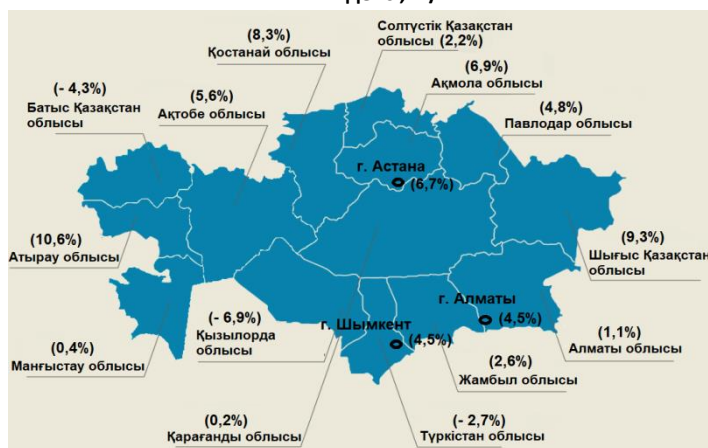 (8,3%)
Қостанай облысы
Солтүстік Қазақстан
облысы (2,2%)
(6,9%)
Ақмола облысы
(- 4,3%)
Батыс Қазақстан
облысы
(5,6%)
Ақтобе облысы
(4,8%)
Павлодар облысы
г. Астана
(6,7%)
(10,6%)
Атырау облысы
(9,3%)
Шығыс Қазақстан
облысы
(0,4%)
Манғыстау облысы
(- 6,9%)
Қызылорда
облысы
г. Шымкент
(4,5%)
г. Алматы
(4,5%)
(1,1%)
Алматы облысы
(2,6%)
Жамбыл облысы
(0,2%)
Қарағанды облысы
(- 2,7%)
Түркістан облысы